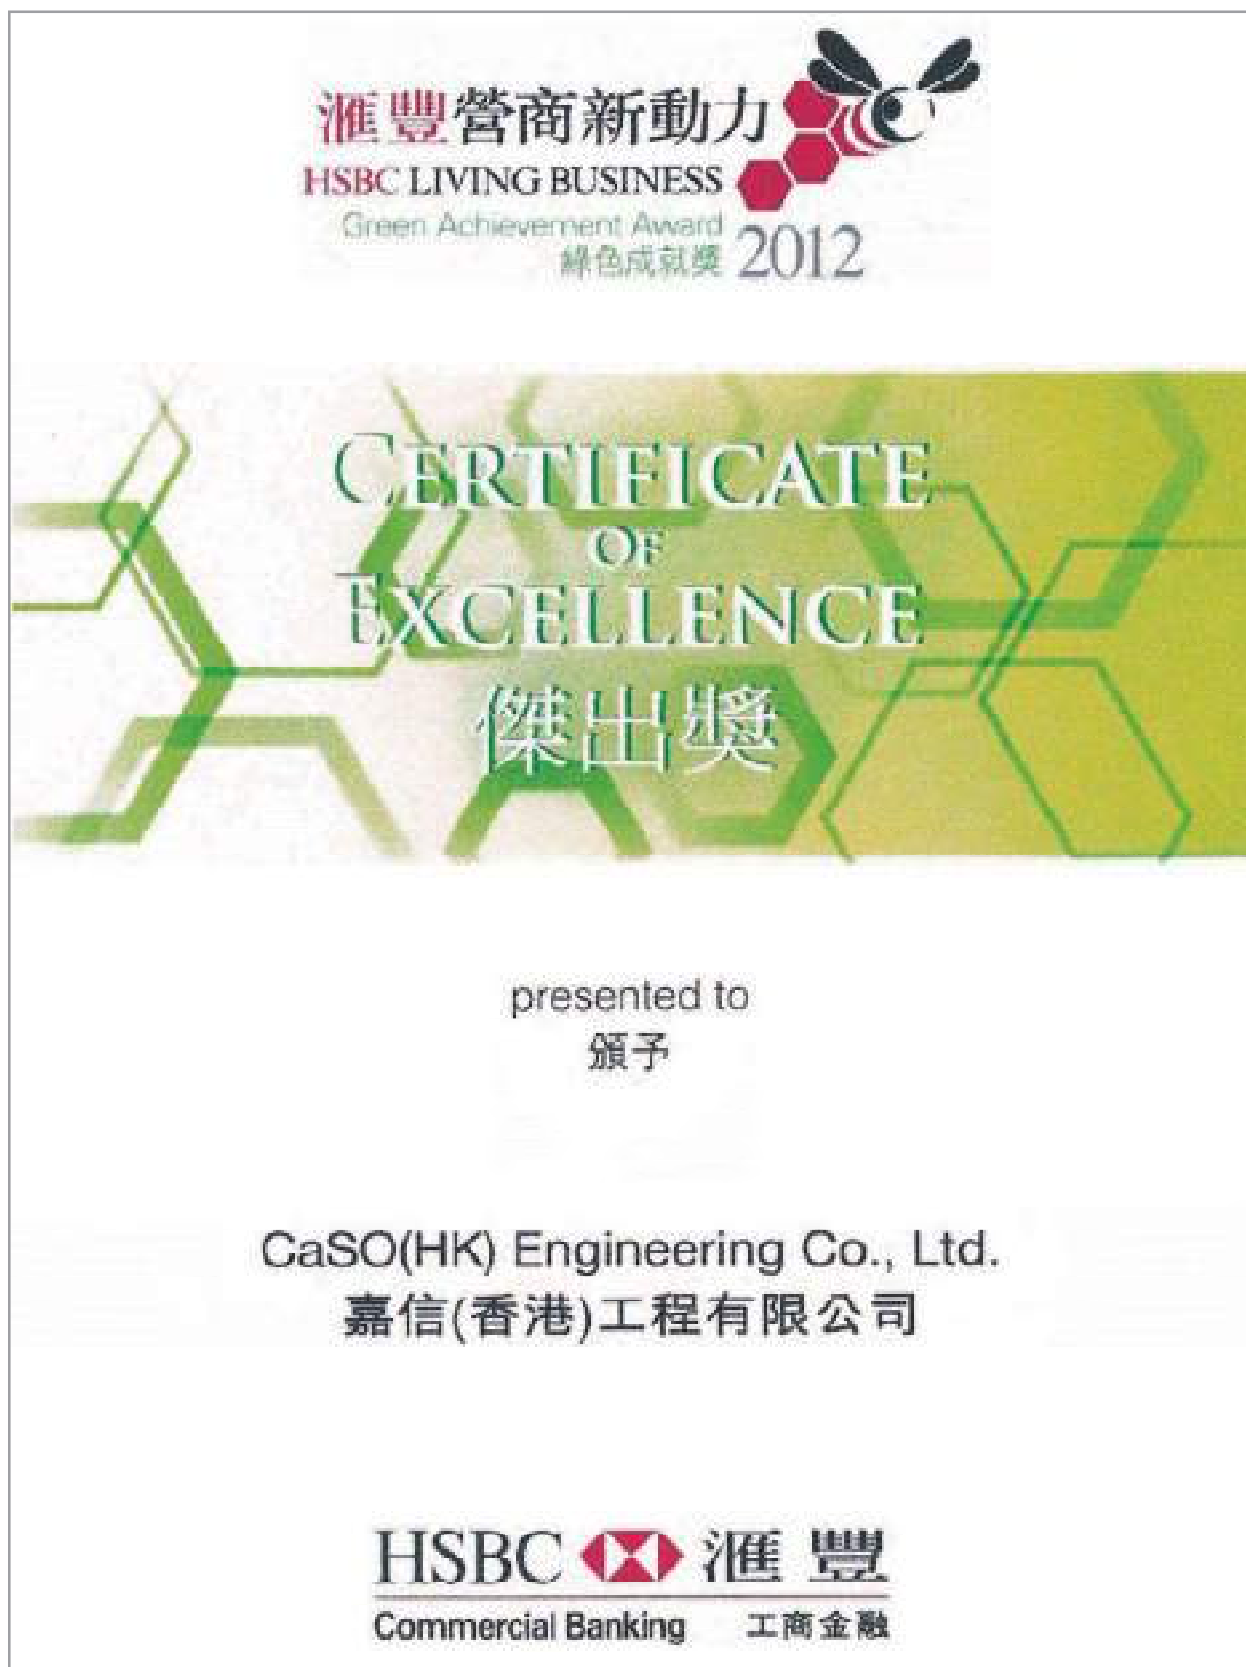 滙豐營商新動力
HSBC LIVING BUSINESS
Green Achievement Award
綠色成就獎 2012
CERTIFICATE
OF
EXCELLENCE
傑出獎
presented to
頒予
CaSO(HK) Engineering Co., Ltd.
嘉信(香港)工程有限公司
HSBC 滙豐
Commercial Banking 工商金融